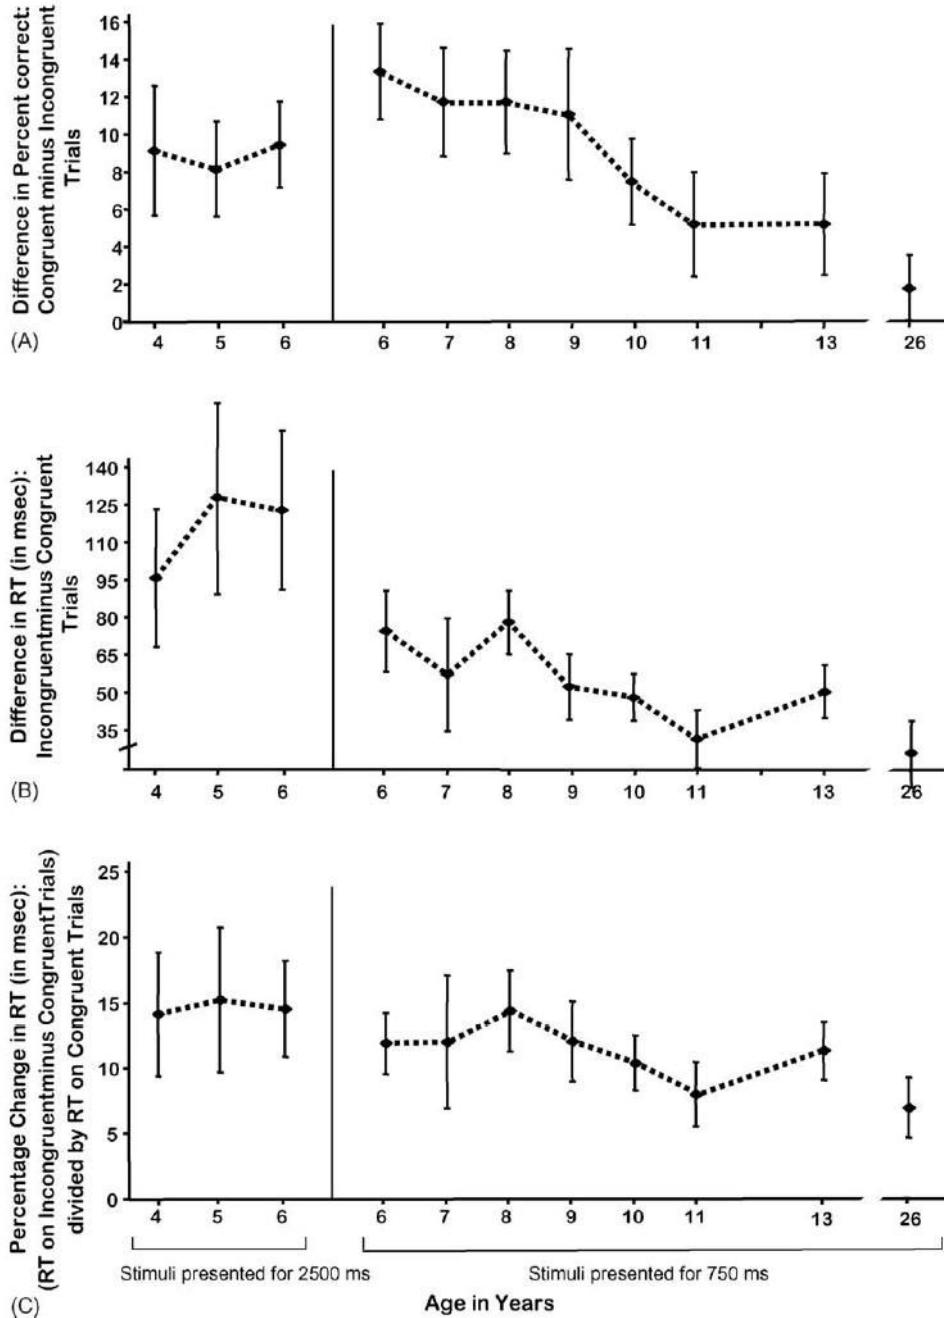 Difference in Percent correct:
Congruent minus Incongruent
Trials
16
14
12
10
8
6
4
2
0
(A)
4 5 6 6 7 8 9 10 11 13 26
Difference in RT (in msec):
Incongruentminus Congruent
Trials
140
125
110
95
80
65
50
35
(B)
4 5 6 6 7 8 9 10 11 13 26
Percentage Change in RT (in msec):
(RT on Incongruentminus CongruentTrials)
divided by RT on Congruent Trials
25
20
15
10
5
0
4 5 6 6 7 8 9 10 11 13 26
Stimuli presented for 2500 ms Stimuli presented for 750 ms
(C)
Age in Years